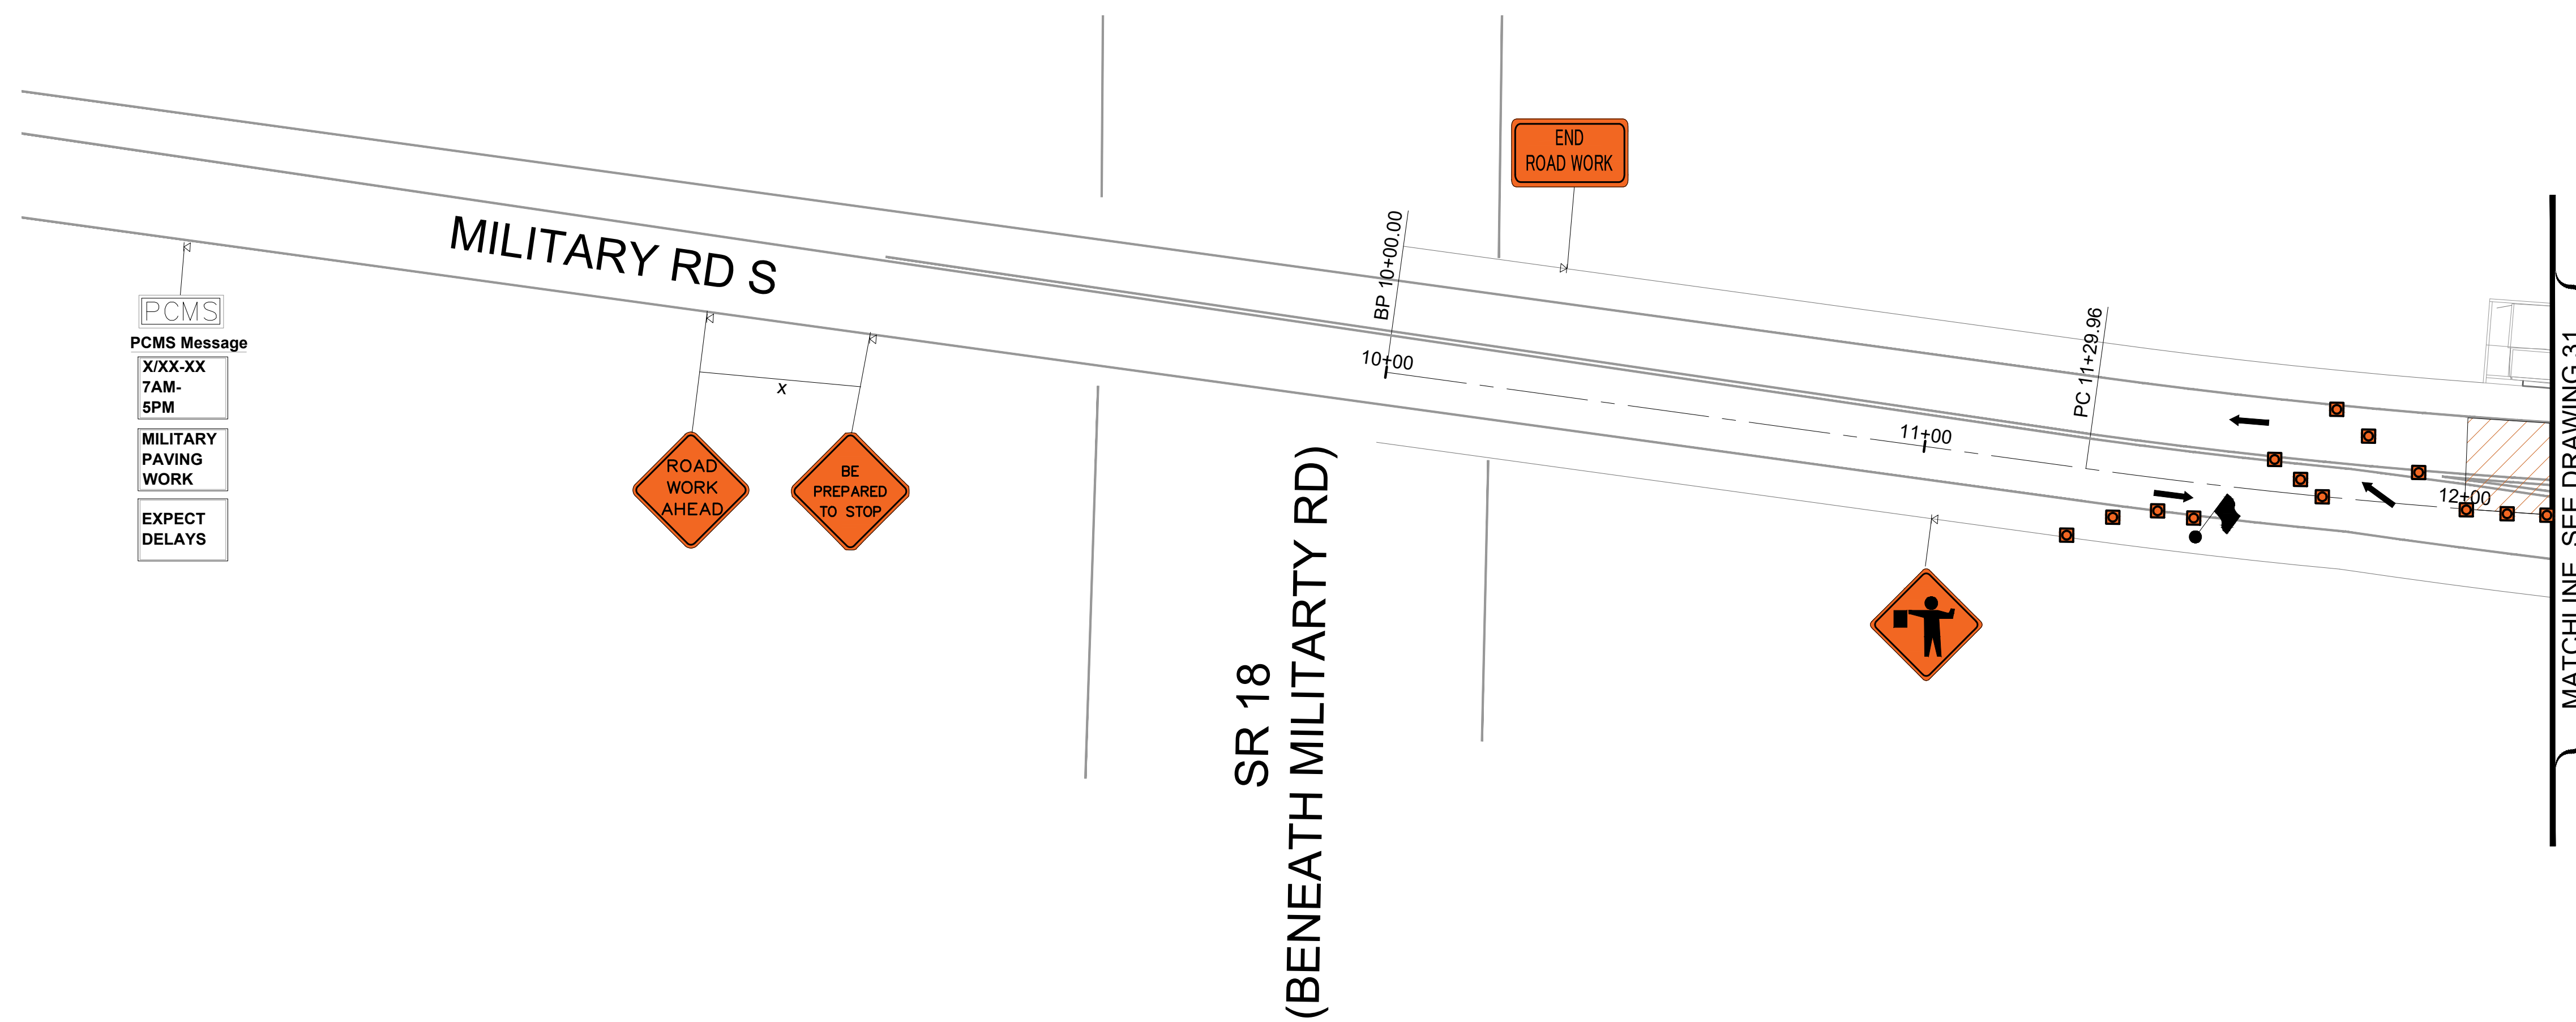 MILITARY RD S
PCMS
PCMS Message
X/XX-XX
7AM-
5PM
MILITARY
PAVING
WORK
EXPECT
DELAYS
X
ROAD
WORK
AHEAD
BE
PREPARED
TO STOP
END
ROAD WORK
BP 10+00.00
10+00
SR 18
(BENEATH MILITARTY RD)
11+00
PC 11+29.96
12+00
MATCHLINE SEE DRAWING 31